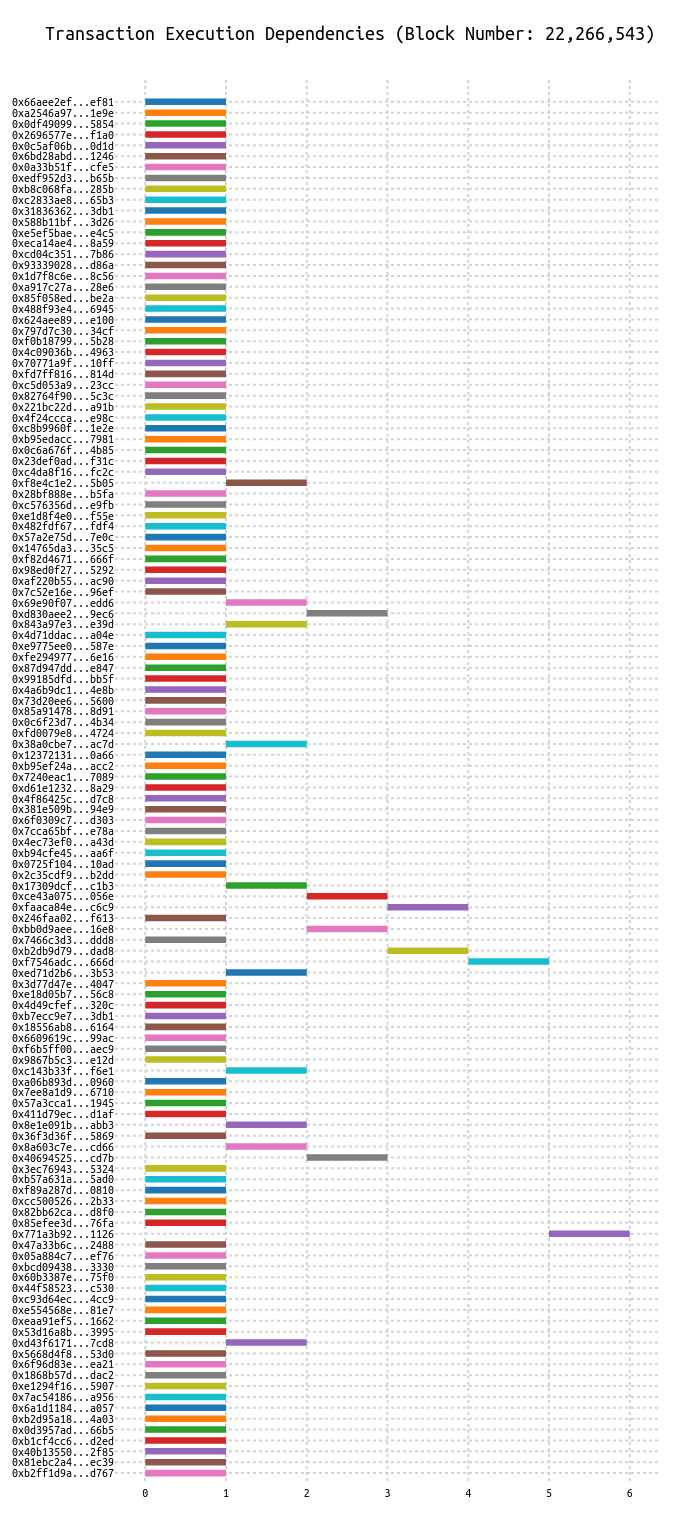 Transaction Execution Dependencies (Block Number: 22,266,543)
0x66aee2ef...ef81
0xa2546a97...1e9e
0x0df49099...5854
0x2696577e...f1a0
0x0c5af06b...0d1d
0x6bd28abd...1246
0x0a33b51f...cfe5
0xedf952d3...b65b
0xb8c068fa...285b
0xc2833ae8...65b3
0x31836362...3db1
0x588b11bf...3d26
0xe5ef5bae...e4c5
0xeca14ae4...8a59
0xcd04c351...7b86
0x93339028...d86a
0x1d7f8c6e...8c56
0xa917c27a...28e6
0x85f058ed...be2a
0x488f93e4...6945
0x624aee89...e100
0x797d7c30...34cf
0xf0b18799...5b28
0x4c09036b...4963
0x70771a9f...10ff
0xfd7ff816...814d
0xc5d053a9...23cc
0x82764f90...5c3c
0x221bc22d...a91b
0x4f24ccca...e98c
0xc8b9960f...1e2e
0xb95edacc...7981
0x0c6a676f...4b85
0x23def0ad...f31c
0xc4da8f16...fc2c
0xf8e4c1e2...5b05
0x28bf888e...b5fa
0xc576356d...e9fb
0xe1d8f4e0...f55e
0x482fdf67...fdf4
0x57a2e75d...7e0c
0x14765da3...35c5
0xf82d4671...666f
0x98ed0f27...5292
0xaf220b55...ac90
0x7c52e16e...96ef
0x69e90f07...edd6
0xd830aee2...9ec6
0x843a97e3...e39d
0x4d71ddac...a04e
0xe9775ee0...587e
0xfe294977...6e16
0x87d947dd...e847
0x99185dfd...bb5f
0x4a6b9dc1...4e8b
0x73d20ee6...5600
0x85a91478...8d91
0x0c6f23d7...4b34
0xfd0079e8...4724
0x38a0cbe7...ac7d
0x12372131...0a66
0xb95ef24a...acc2
0x7240eac1...7089
0xd61e1232...8a29
0x4f86425c...d7c8
0x381e509b...94e9
0x6f0309c7...d303
0x7cca65bf...e78a
0x4ec73ef0...a43d
0xb94cfe45...aa6f
0x0725f104...10ad
0x2c35cdf9...b2dd
0x17309dcf...c1b3
0xce43a075...056e
0xfaaca84e...c6c9
0x246faa02...f613
0xbb0d9aee...16e8
0x7466c3d3...ddd8
0xb2db9d79...dad8
0xf7546adc...666d
0xed71d2b6...3b53
0x3d77d47e...4047
0xe18d05b7...56c8
0x4d49cfef...320c
0xb7ecc9e7...3db1
0x18556ab8...6164
0x6609619c...99ac
0xf6b5ff00...aec9
0x9867b5c3...e12d
0xc143b33f...f6e1
0xa06b893d...0960
0x7ee8a1d9...6710
0x57a3cca1...1945
0x411d79ec...d1af
0x8e1e091b...abb3
0x36f3d36f...5869
0x8a603c7e...cd66
0x40694525...cd7b
0x3ec76943...5324
0xb57a631a...5ad0
0xf89a287d...0810
0xcc500526...2b33
0x82bb62ca...d8f0
0x85efee3d...76fa
0x771a3b92...1126
0x47a33b6c...2488
0x05a884c7...ef76
0xbcd09438...3330
0x60b3387e...75f0
0x44f58523...c530
0xc93d64ec...4cc9
0xe554568e...81e7
0xeaa91ef5...1662
0x53d16a8b...3995
0xd43f6171...7cd8
0x5668d4f8...53d0
0x6f96d83e...ea21
0x1868b57d...dac2
0xe1294f16...5907
0x7ac54186...a956
0x6a1d1184...a057
0xb2d95a18...4a03
0x0d3957ad...66b5
0xb1cf4cc6...d2ed
0x40b13550...2f85
0x81ebc2a4...ec39
0xb2ff1d9a...d767
0 1 2 3 4 5 6